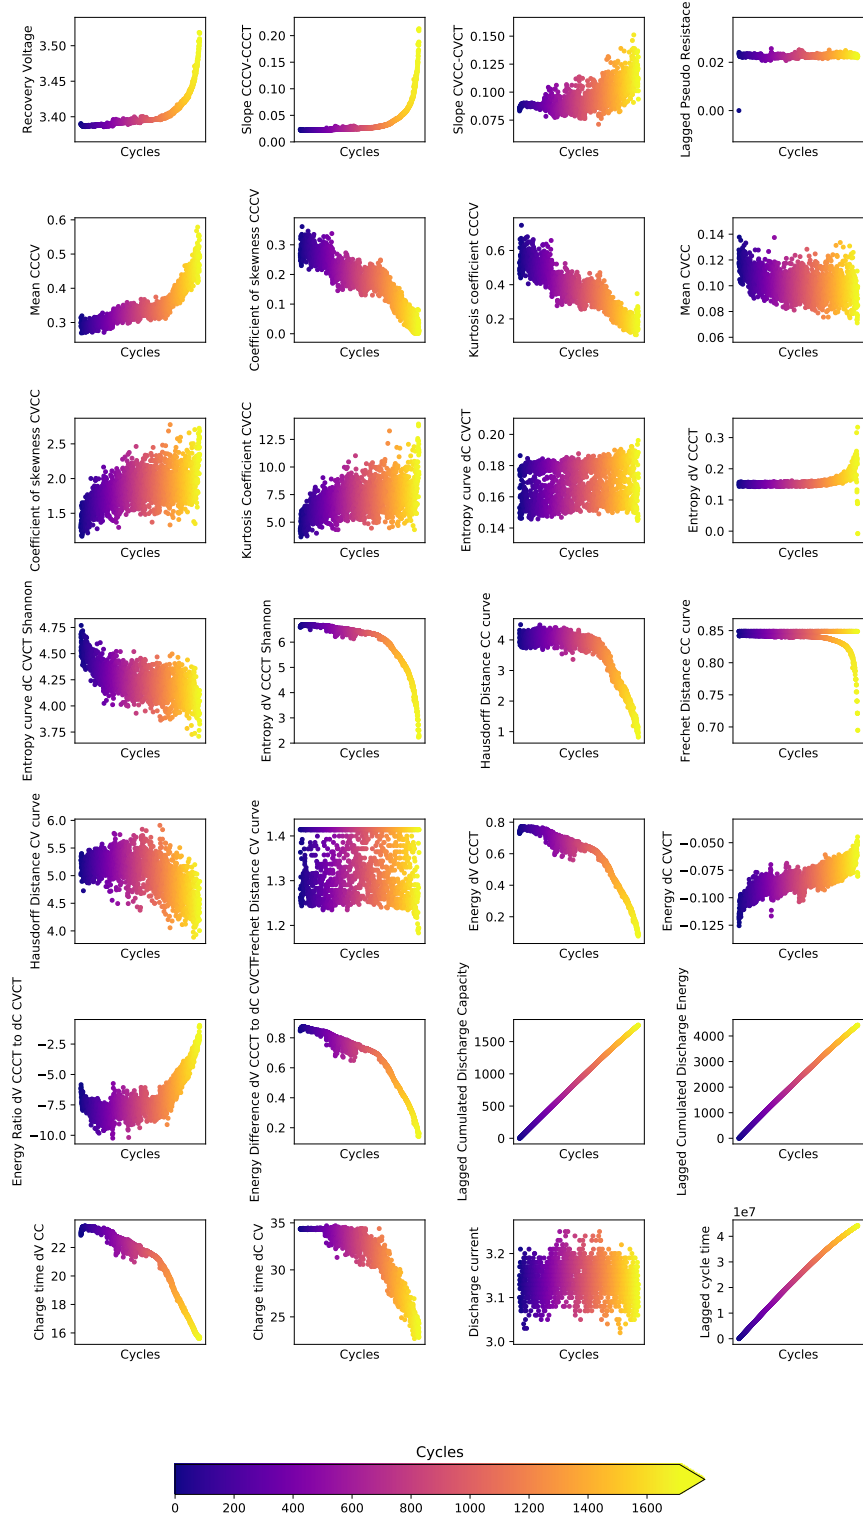 Recovery Voltage
3.50
3.45
3.40
Cycles
Slope CCCV-CCCT
0.20
0.15
0.10
0.05
0.00
Cycles
Slope CVCC-CVCT
0.150
0.125
0.100
0.075
Cycles
Lagged Pseudo Resistace
0.02
0.00
Cycles
Mean CCCV
0.6
0.5
0.4
0.3
Cycles
Coefficient of skewness CCCV
0.3
0.2
0.1
0.0
Cycles
Kurtosis coefficient CCCV
0.6
0.4
0.2
Cycles
Mean CVCC
0.14
0.12
0.10
0.08
0.06
Cycles
Coefficient of skewness CVCC
2.5
2.0
1.5
Cycles
Kurtosis Coefficient CVCC
12.5
10.0
7.5
5.0
Cycles
Entropy curve dC CVCT
0.20
0.18
0.16
0.14
Cycles
Entropy dV CCCT
0.3
0.2
0.1
0.0
Cycles
Entropy curve dC CVCT Shannon
4.75
4.50
4.25
4.00
3.75
Cycles
Entropy dV CCCT Shannon
6
5
4
3
2
Cycles
Hausdorff Distance CC curve
4
3
2
1
Cycles
Frechet Distance CC curve
0.85
0.80
0.75
0.70
Cycles
Hausdorff Distance CV curve
6.0
5.5
5.0
4.5
4.0
Cycles
Frechet Distance CV curve
1.4
1.3
1.2
Cycles
Energy dV CCCT
0.8
0.6
0.4
0.2
Cycles
Energy dC CVCT
−0.050
−0.075
−0.100
−0.125
Cycles
Energy Ratio dV CCCT to dC CVCT
−2.5
−5.0
−7.5
−10.0
Cycles
Energy Difference dV CCCT to dC CVCT
0.8
0.6
0.4
0.2
Cycles
Lagged Cumulated Discharge Capacity
1500
1000
500
0
Cycles
Lagged Cumulated Discharge Energy
4000
3000
2000
1000
0
Cycles
Charge time dV CC
22
20
18
16
Cycles
Charge time dC CV
35
30
25
Cycles
Discharge current
3.2
3.1
3.0
Cycles
Lagged cycle time
1e7
4
3
2
1
0
Cycles
Cycles
0 200 400 600 800 1000 1200 1400 1600